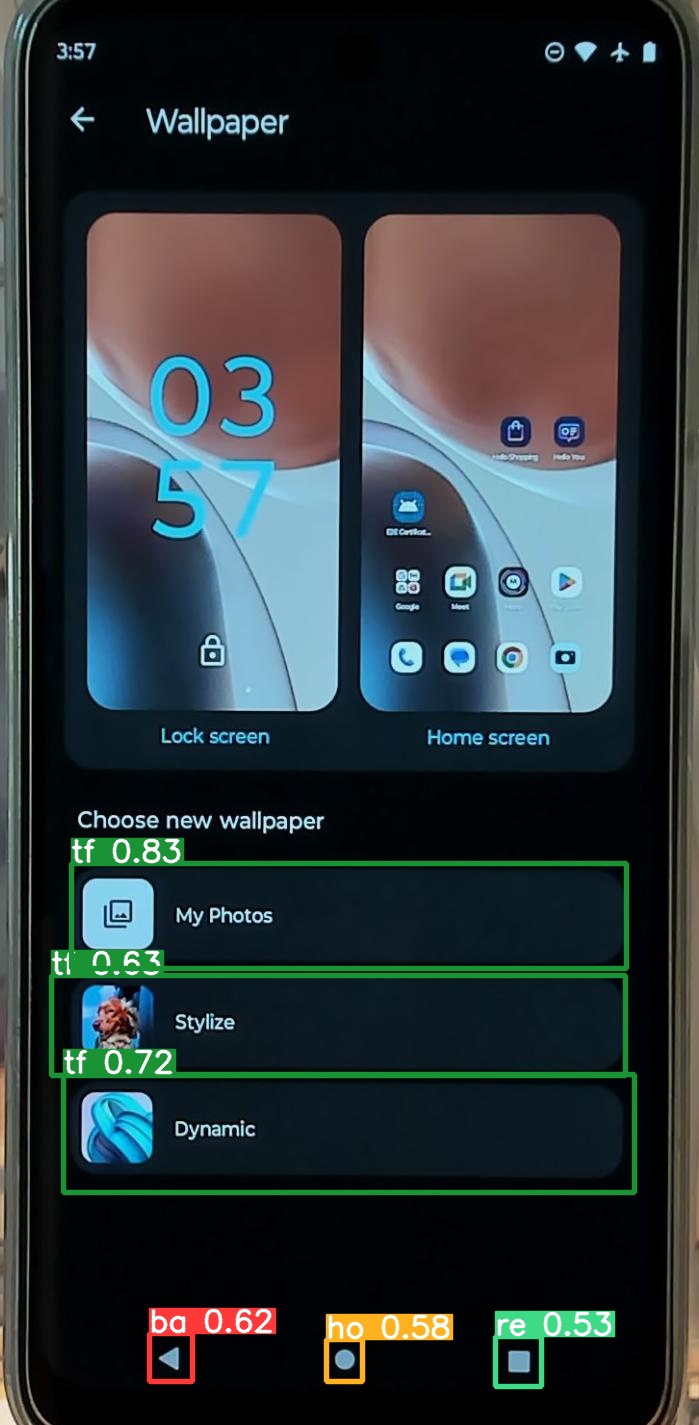 3:57
Wallpaper
03
57
Hello Shopping
Hello You
Google
Meet
Lock screen
Home screen
Choose new wallpaper
tf 0.83
My Photos
tf 0.63
Stylize
tf 0.72
Dynamic
ba 0.62
ho 0.58
re 0.53